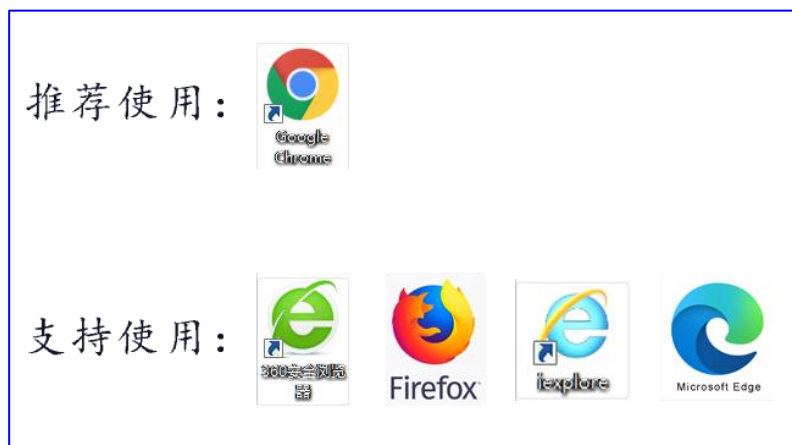 推荐使用：
Google
Chrome
支持使用：
360安全浏览
器
Firefox
iexplore
Microsoft Edge